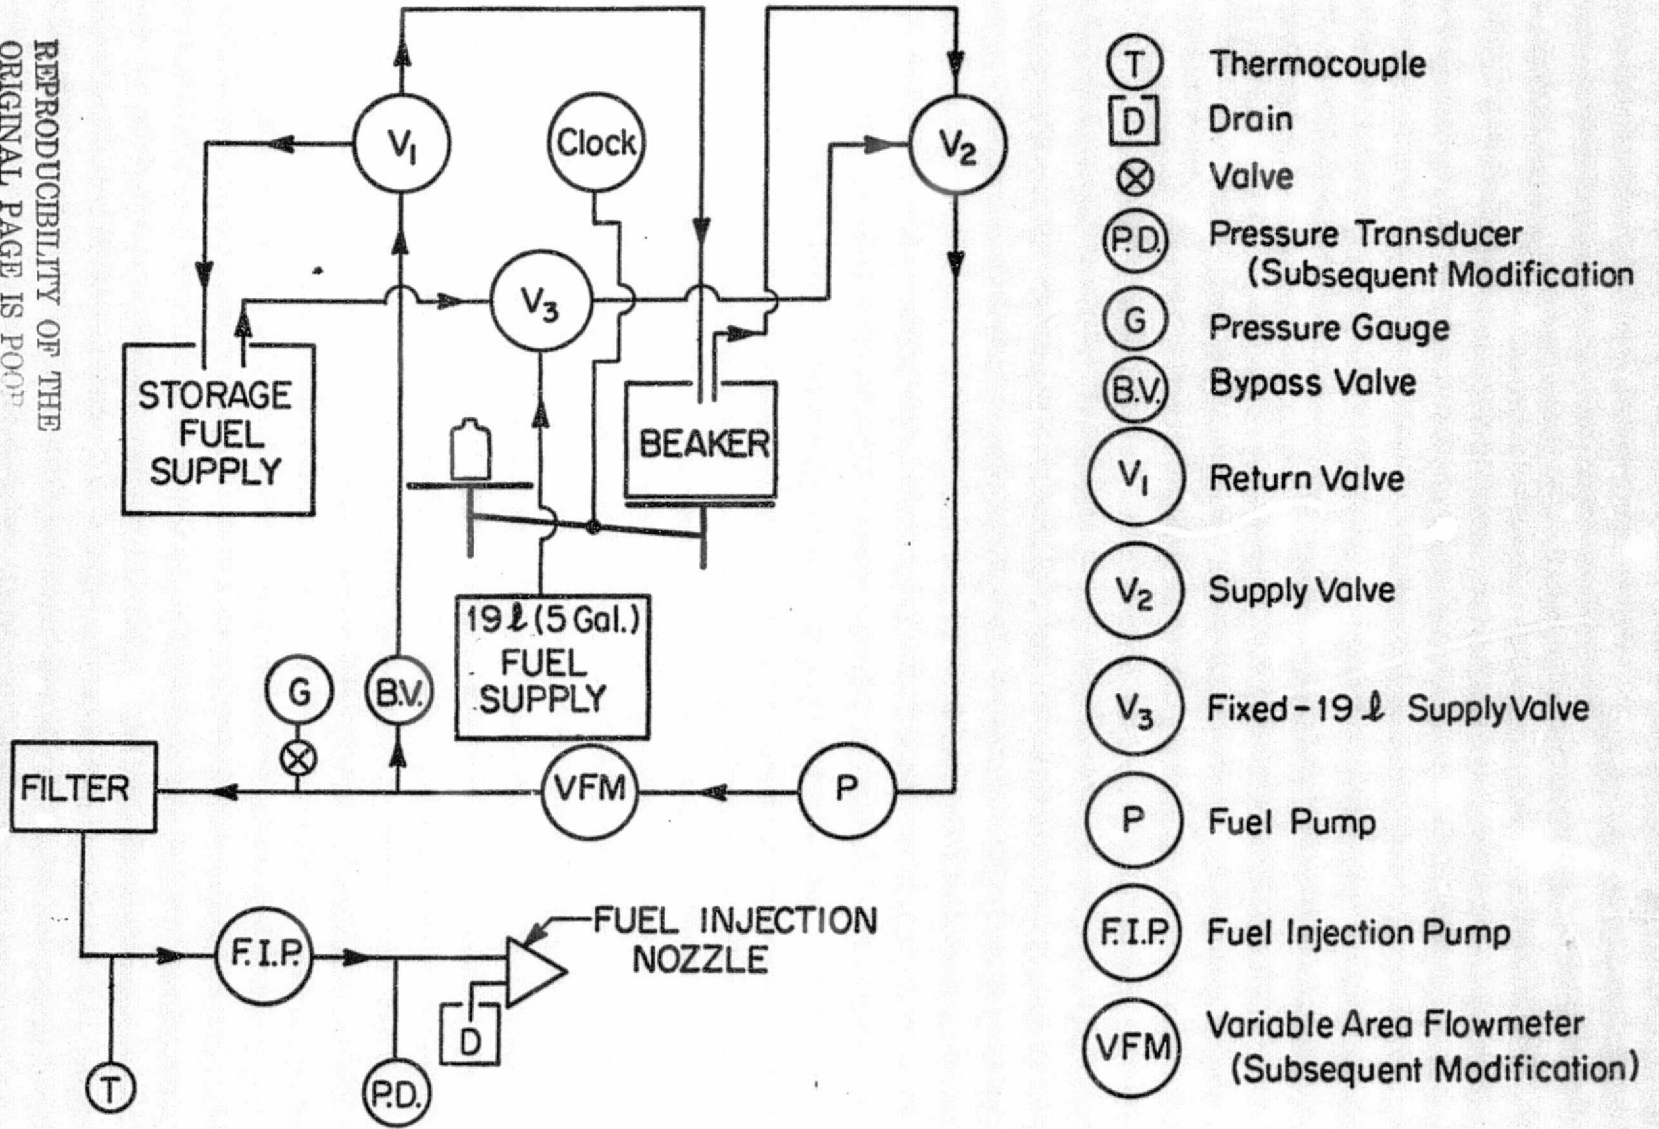 REPRODUCIBILITY OF THE
ORIGINAL PAGE IS POOR
V₁
Clock
V₂
V₃
STORAGE
FUEL
SUPPLY
BEAKER
19 ℓ (5 Gal.)
FUEL
SUPPLY
G
B.V.
FILTER
VFM
P
F.I.P.
FUEL INJECTION
NOZZLE
D
T
P.D.
T Thermocouple
D Drain
Valve
P.D. Pressure Transducer
(Subsequent Modification
G Pressure Gauge
B.V. Bypass Valve
V₁ Return Valve
V₂ Supply Valve
V₃ Fixed-19 ℓ Supply Valve
P Fuel Pump
F.I.P. Fuel Injection Pump
VFM Variable Area Flowmeter
(Subsequent Modification)